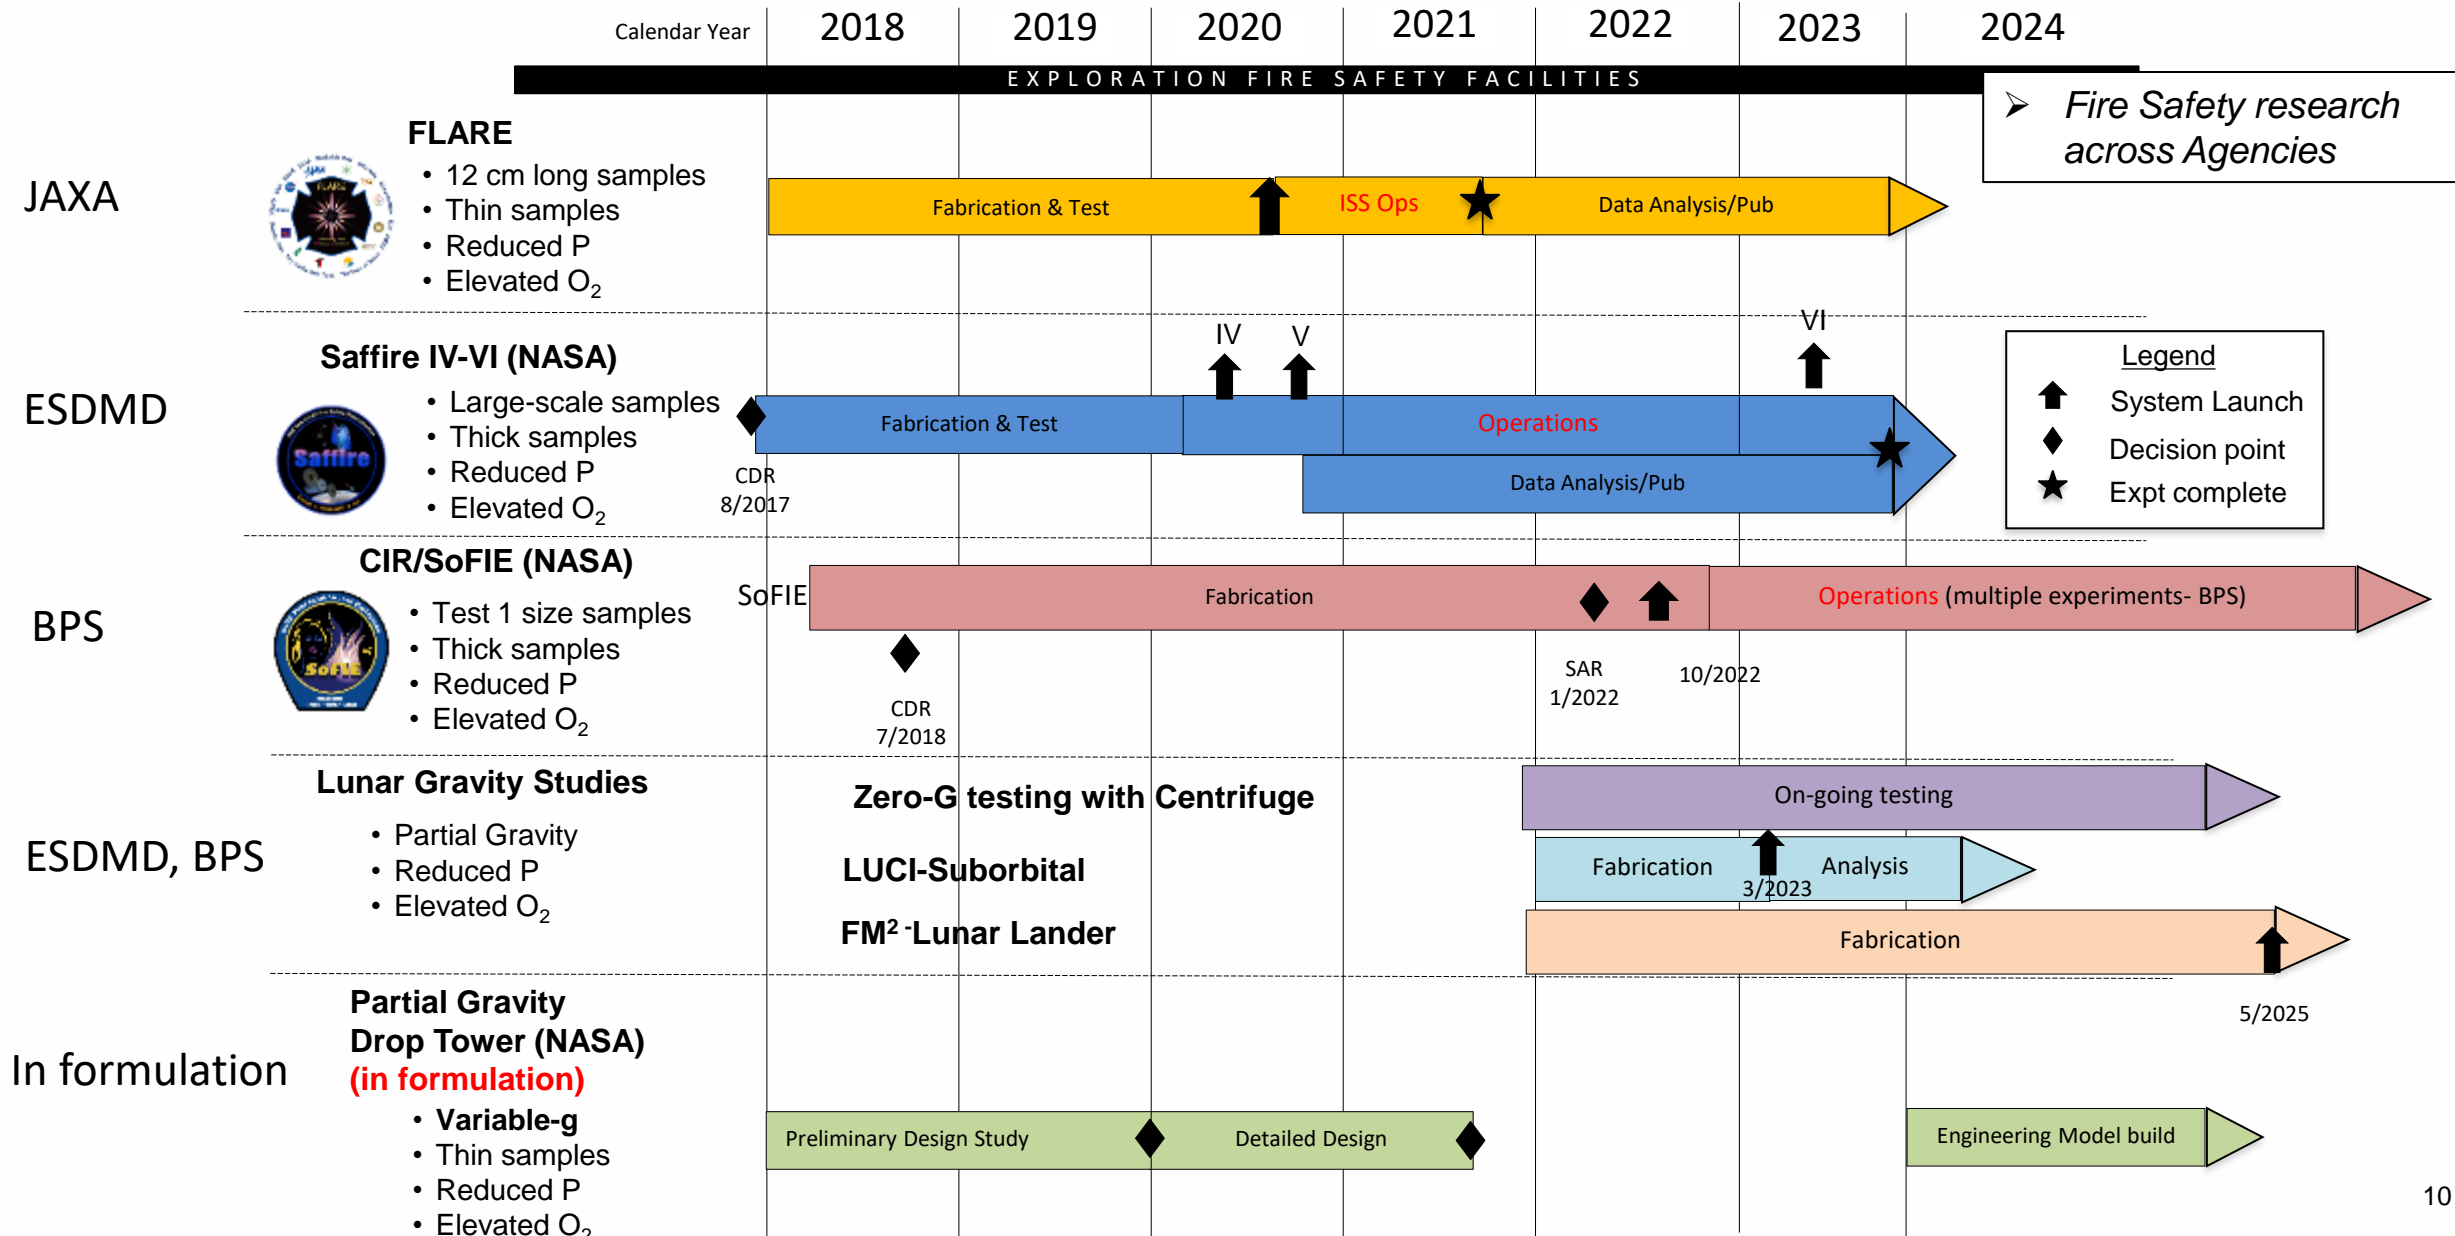 Calendar Year 2018 2019 2020 2021 2022 2023 2024
EXPLORATION FIRE SAFETY FACILITIES
➢ Fire Safety research
across Agencies
JAXA
FLARE
• 12 cm long samples
• Thin samples
• Reduced P
• Elevated O₂
Fabrication & Test
ISS Ops
Data Analysis/Pub
ESDMD
Saffire IV-VI (NASA)
• Large-scale samples
• Thick samples
• Reduced P
• Elevated O₂
Saffire
CDR
8/2017
IV
V
VI
Fabrication & Test
Operations
Data Analysis/Pub
Legend
System Launch
Decision point
Expt complete
BPS
CIR/SoFIE (NASA)
• Test 1 size samples
• Thick samples
• Reduced P
• Elevated O₂
SoFIE
SoFIE
Fabrication
Operations (multiple experiments- BPS)
CDR
7/2018
SAR
1/2022
10/2022
ESDMD, BPS
Lunar Gravity Studies
• Partial Gravity
• Reduced P
• Elevated O₂
Zero-G testing with Centrifuge
On-going testing
LUCI-Suborbital
Fabrication
3/2023
Analysis
FM² -Lunar Lander
Fabrication
5/2025
In formulation
Partial Gravity
Drop Tower (NASA)
(in formulation)
• Variable-g
• Thin samples
• Reduced P
• Elevated O₂
Preliminary Design Study
Detailed Design
Engineering Model build
10